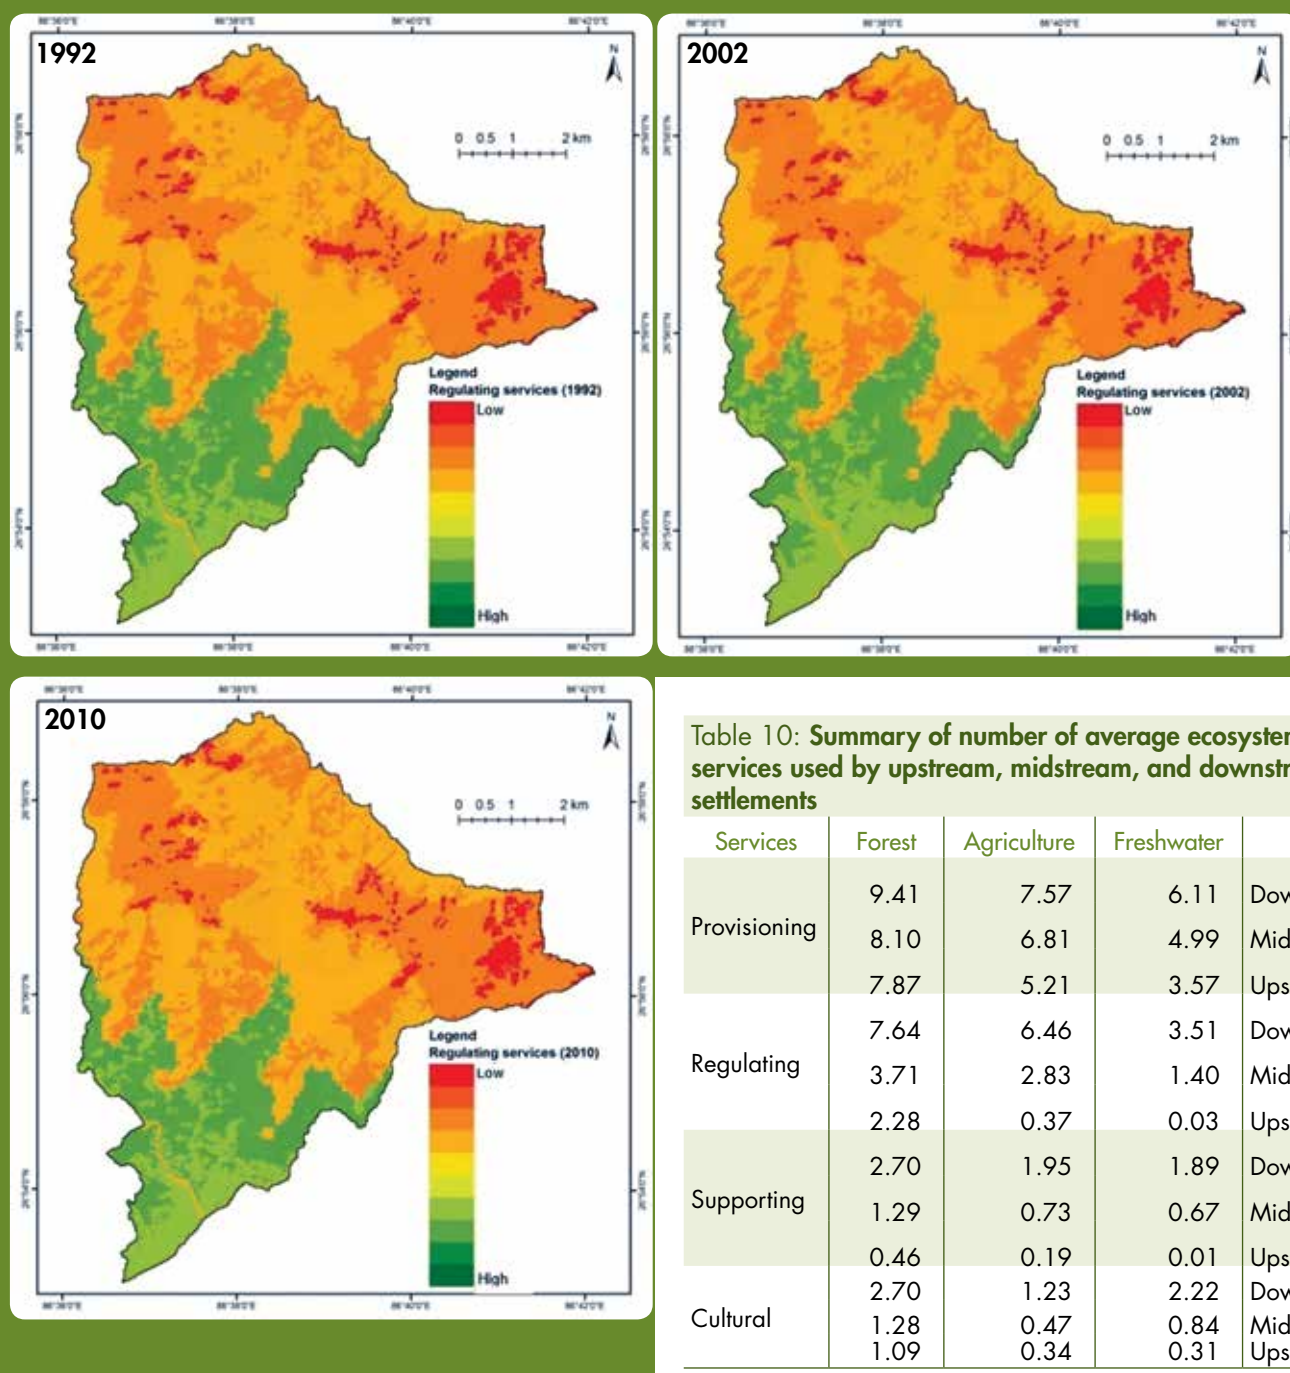 1992
N
0 0.5 1 2 km
Legend
Regulating services (1992)
Low
High
2002
N
0 0.5 1 2 km
Legend
Regulating services (2002)
Low
High
2010
N
0 0.5 1 2 km
Legend
Regulating services (2010)
Low
High
Table 10: Summary of number of average ecosyster
services used by upstream, midstream, and downstr
settlements
Services Forest Agriculture Freshwater
Provisioning
9.41 7.57 6.11 Dow
8.10 6.81 4.99 Mid
7.87 5.21 3.57 Ups
Regulating
7.64 6.46 3.51 Dow
3.71 2.83 1.40 Mid
2.28 0.37 0.03 Ups
Supporting
2.70 1.95 1.89 Dow
1.29 0.73 0.67 Mid
0.46 0.19 0.01 Ups
Cultural
2.70 1.23 2.22 Dow
1.28 0.47 0.84 Mid
1.09 0.34 0.31 Ups